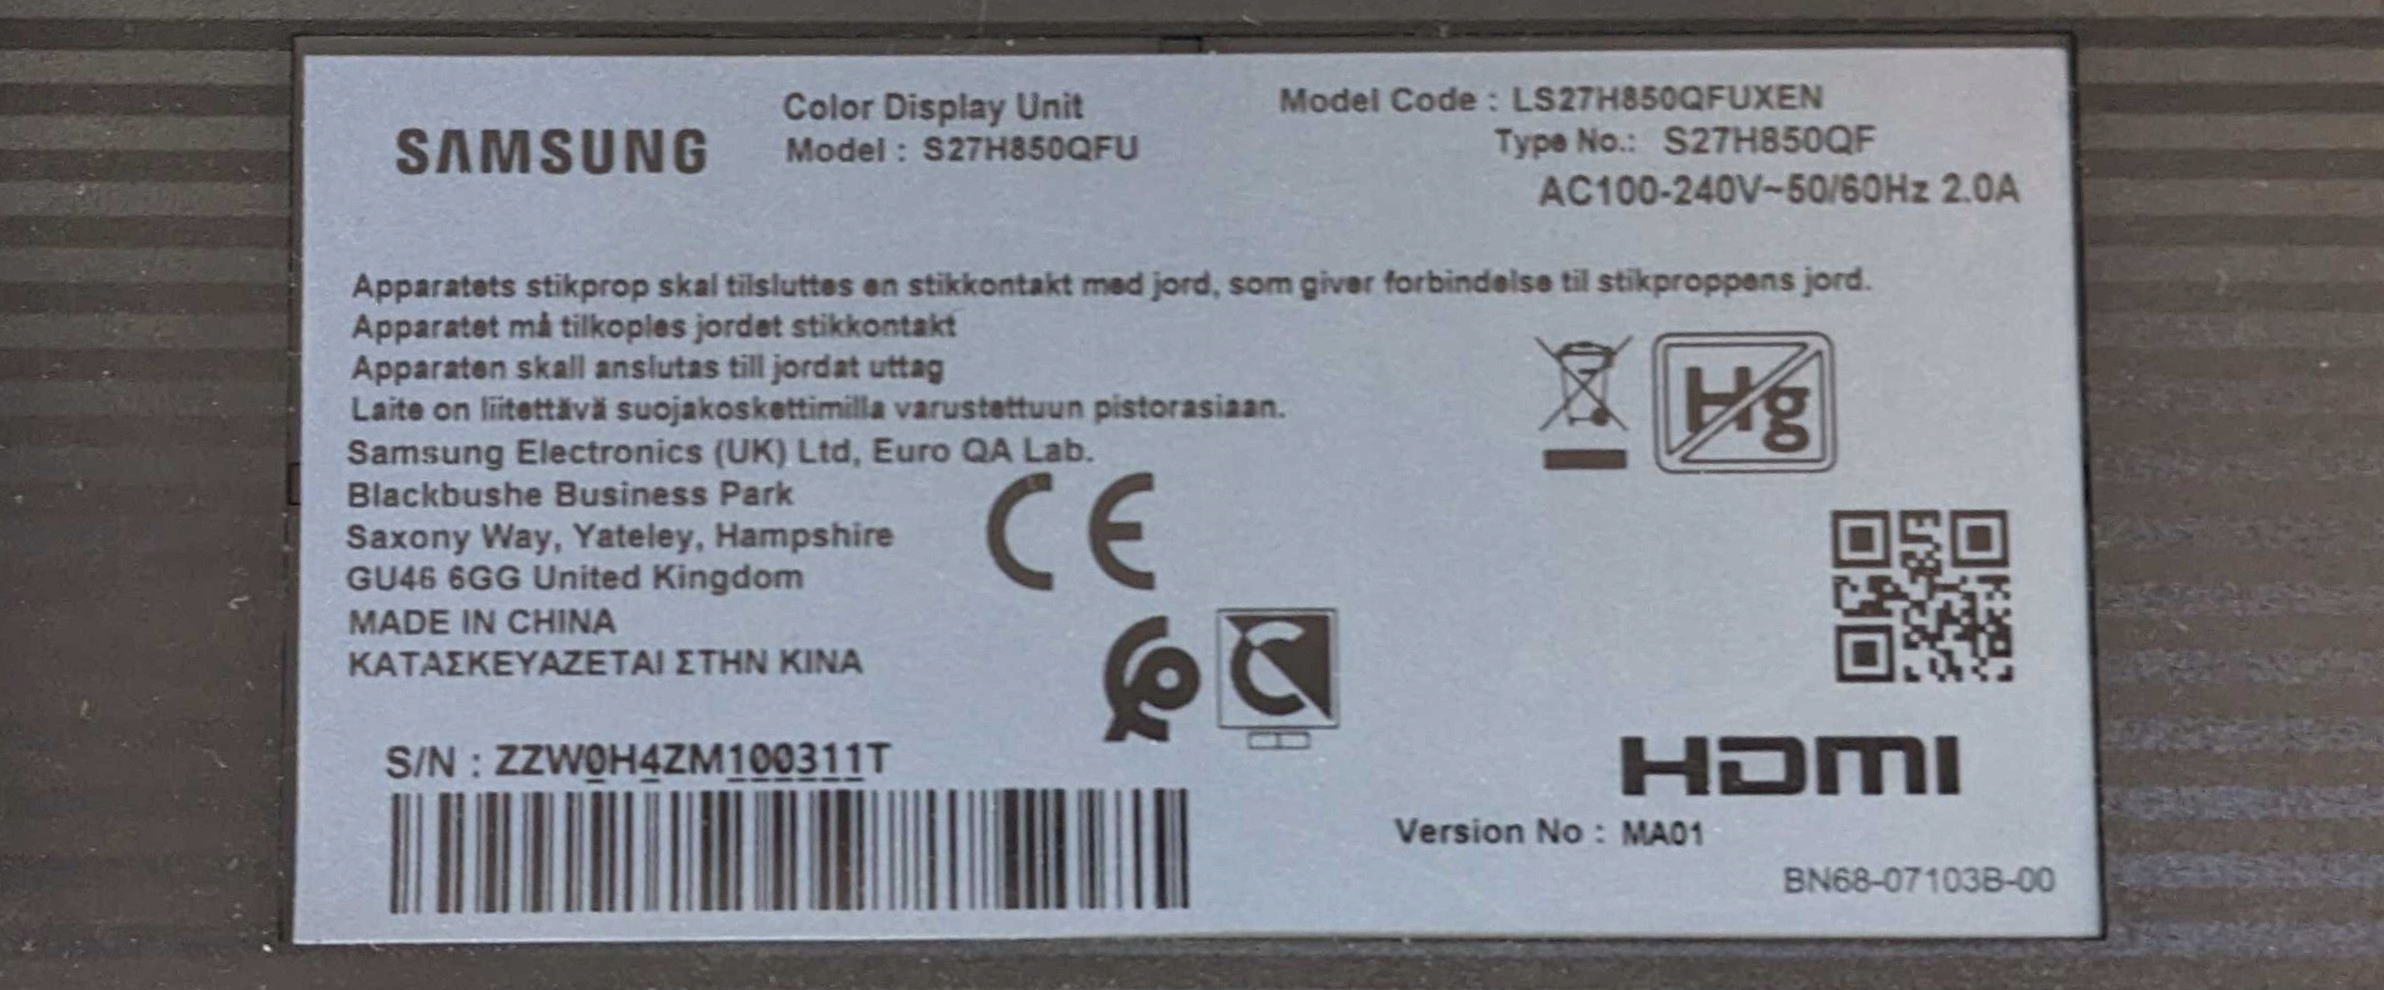 SAMSUNG
Color Display Unit
Model : S27H850QFU
Model Code : LS27H850QFUXEN
Type No.: S27H850QF
AC100-240V~50/60Hz 2.0A
Apparatets stikprop skal tilsluttes en stikkontakt med jord, som giver forbindelse til stikproppens jord.
Apparatet må tilkoples jordet stikkontakt
Apparaten skall anslutas till jordat uttag
Laite on liitettävä suojakoskettimilla varustettuun pistorasiaan.
Samsung Electronics (UK) Ltd, Euro QA Lab.
Blackbushe Business Park
Saxony Way, Yateley, Hampshire
GU46 6GG United Kingdom
MADE IN CHINA
ΚΑΤΑΣΚΕΥΑΖΕΤΑΙ ΣΤΗΝ ΚΙΝΑ
CE
Hg
S/N : ZZW0H4ZM100311T
HDMI
Version No : MA01
BN68-07103B-00